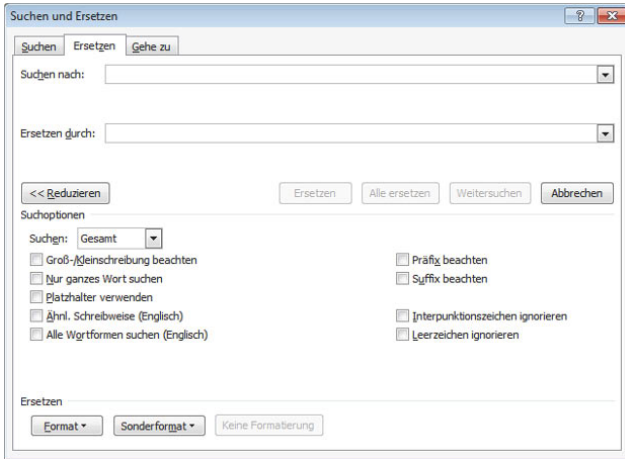 Suchen und Ersetzen
Suchen Ersetzen Gehe zu
Suchen nach:
Ersetzen durch:
<< Reduzieren Ersetzen Alle ersetzen Weitersuchen Abbrechen
Suchoptionen
Suchen: Gesamt
Groß-/Kleinschreibung beachten Präfix beachten
Nur ganzes Wort suchen Suffix beachten
Platzhalter verwenden
Ähnl. Schreibweise (Englisch) Interpunktionszeichen ignorieren
Alle Wortformen suchen (Englisch) Leerzeichen ignorieren
Ersetzen
Format Sonderformat Keine Formatierung